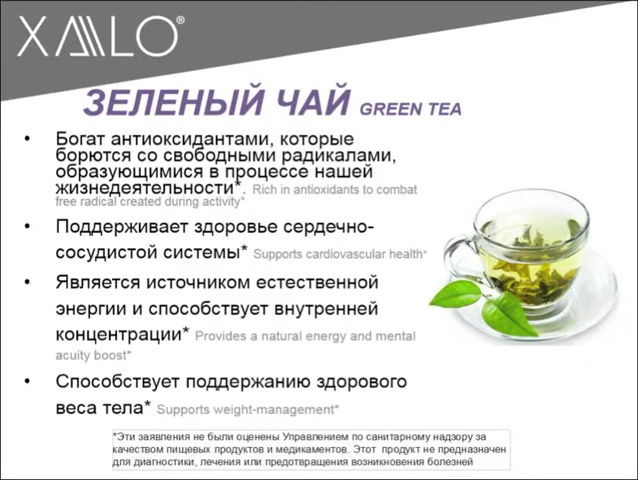 XALO®
ЗЕЛЕНЫЙ ЧАЙ GREEN TEA
• Богат антиоксидантами, которые
борются со свободными радикалами,
образующимися в процессе нашей
жизнедеятельности*. Rich in antioxidants to combat
free radical created during activity*
• Поддерживает здоровье сердечно-
сосудистой системы* Supports cardiovascular health*
• Является источником естественной
энергии и способствует внутренней
концентрации* Provides a natural energy and mental
acuity boost*
• Способствует поддержанию здорового
веса тела* Supports weight-management*
*Эти заявления не были оценены Управлением по санитарному надзору за
качеством пищевых продуктов и медикаментов. Этот продукт не предназначен
для диагностики, лечения или предотвращения возникновения болезней